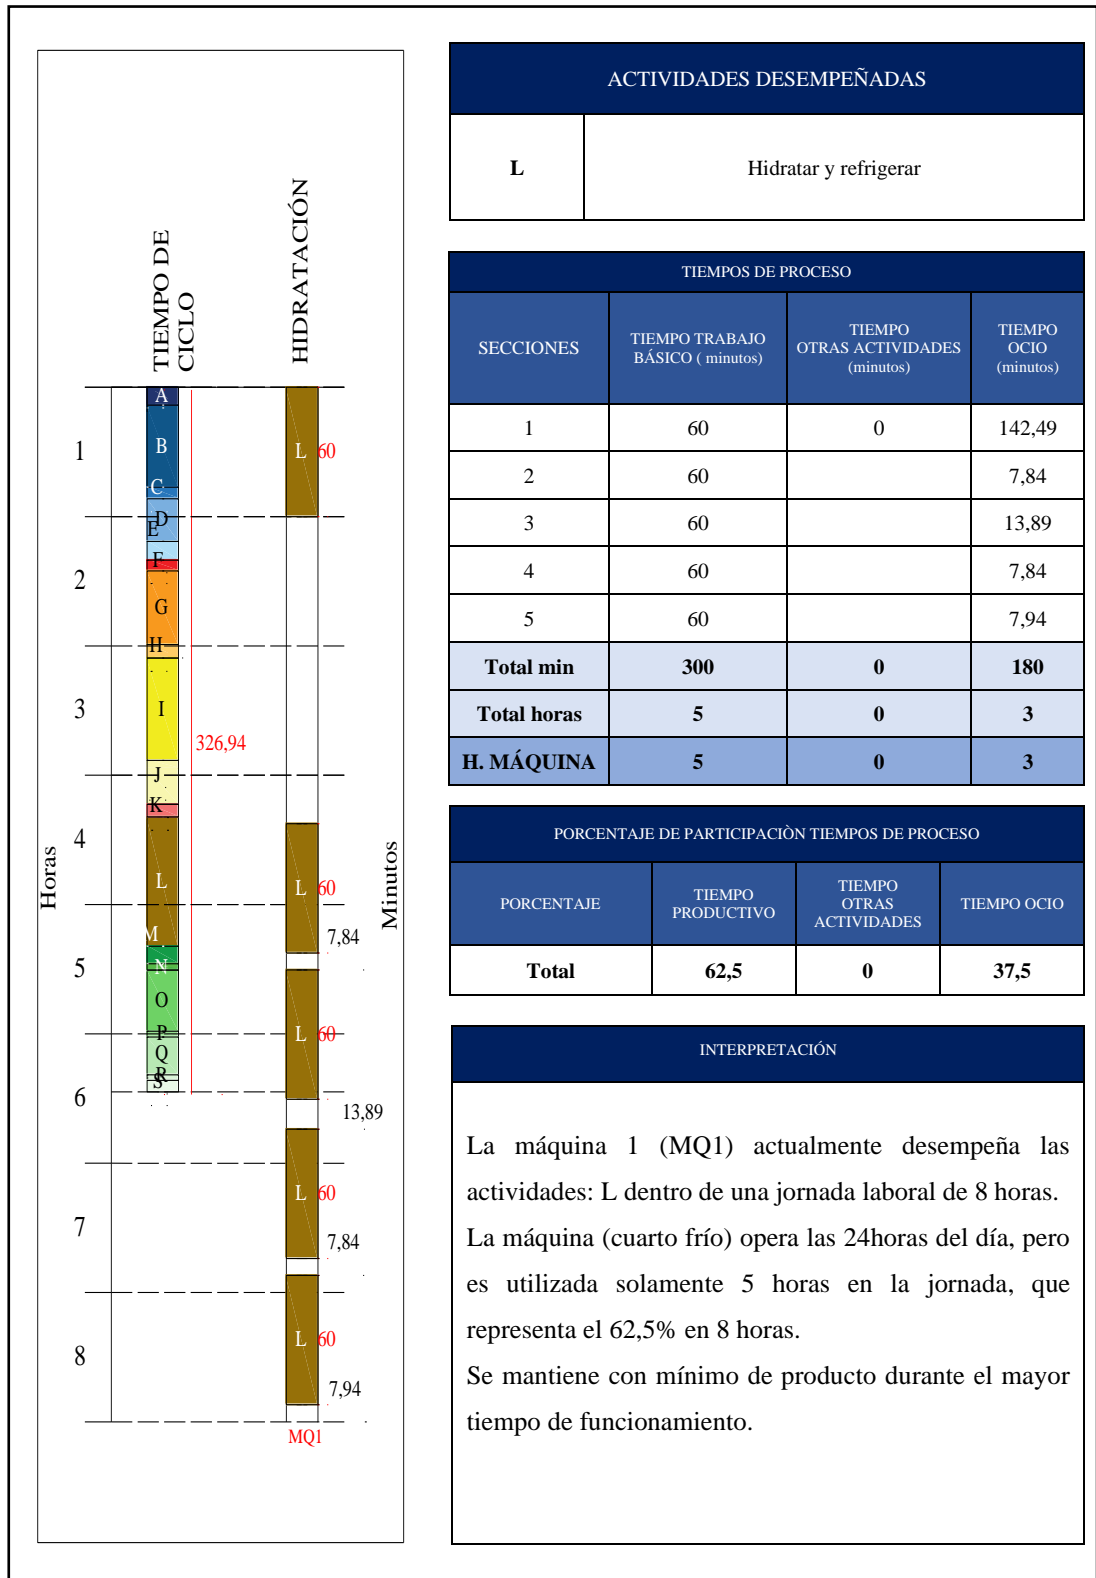 TIEMPO DE
CICLO
HIDRATACIÓN
Horas
Minutos
1
2
3
4
5
6
7
8
A
B
C
D
E
F
G
H
I
J
K
L
M
N
O
P
Q
R
S
326,94
L 60
L 60
7,84
L 60
13,89
L 60
7,84
L 60
7,94
MQ1
ACTIVIDADES DESEMPEÑADAS
L Hidratar y refrigerar
TIEMPOS DE PROCESO
SECCIONES
TIEMPO TRABAJO
BÁSICO ( minutos)
TIEMPO
OTRAS ACTIVIDADES
(minutos)
TIEMPO
OCIO
(minutos)
1 60 0 142,49
2 60 7,84
3 60 13,89
4 60 7,84
5 60 7,94
Total min 300 0 180
Total horas 5 0 3
H. MÁQUINA 5 0 3
PORCENTAJE DE PARTICIPACIÒN TIEMPOS DE PROCESO
PORCENTAJE
TIEMPO
PRODUCTIVO
TIEMPO
OTRAS
ACTIVIDADES
TIEMPO OCIO
Total 62,5 0 37,5
INTERPRETACIÓN
La máquina 1 (MQ1) actualmente desempeña las
actividades: L dentro de una jornada laboral de 8 horas.
La máquina (cuarto frío) opera las 24horas del día, pero
es utilizada solamente 5 horas en la jornada, que
representa el 62,5% en 8 horas.
Se mantiene con mínimo de producto durante el mayor
tiempo de funcionamiento.